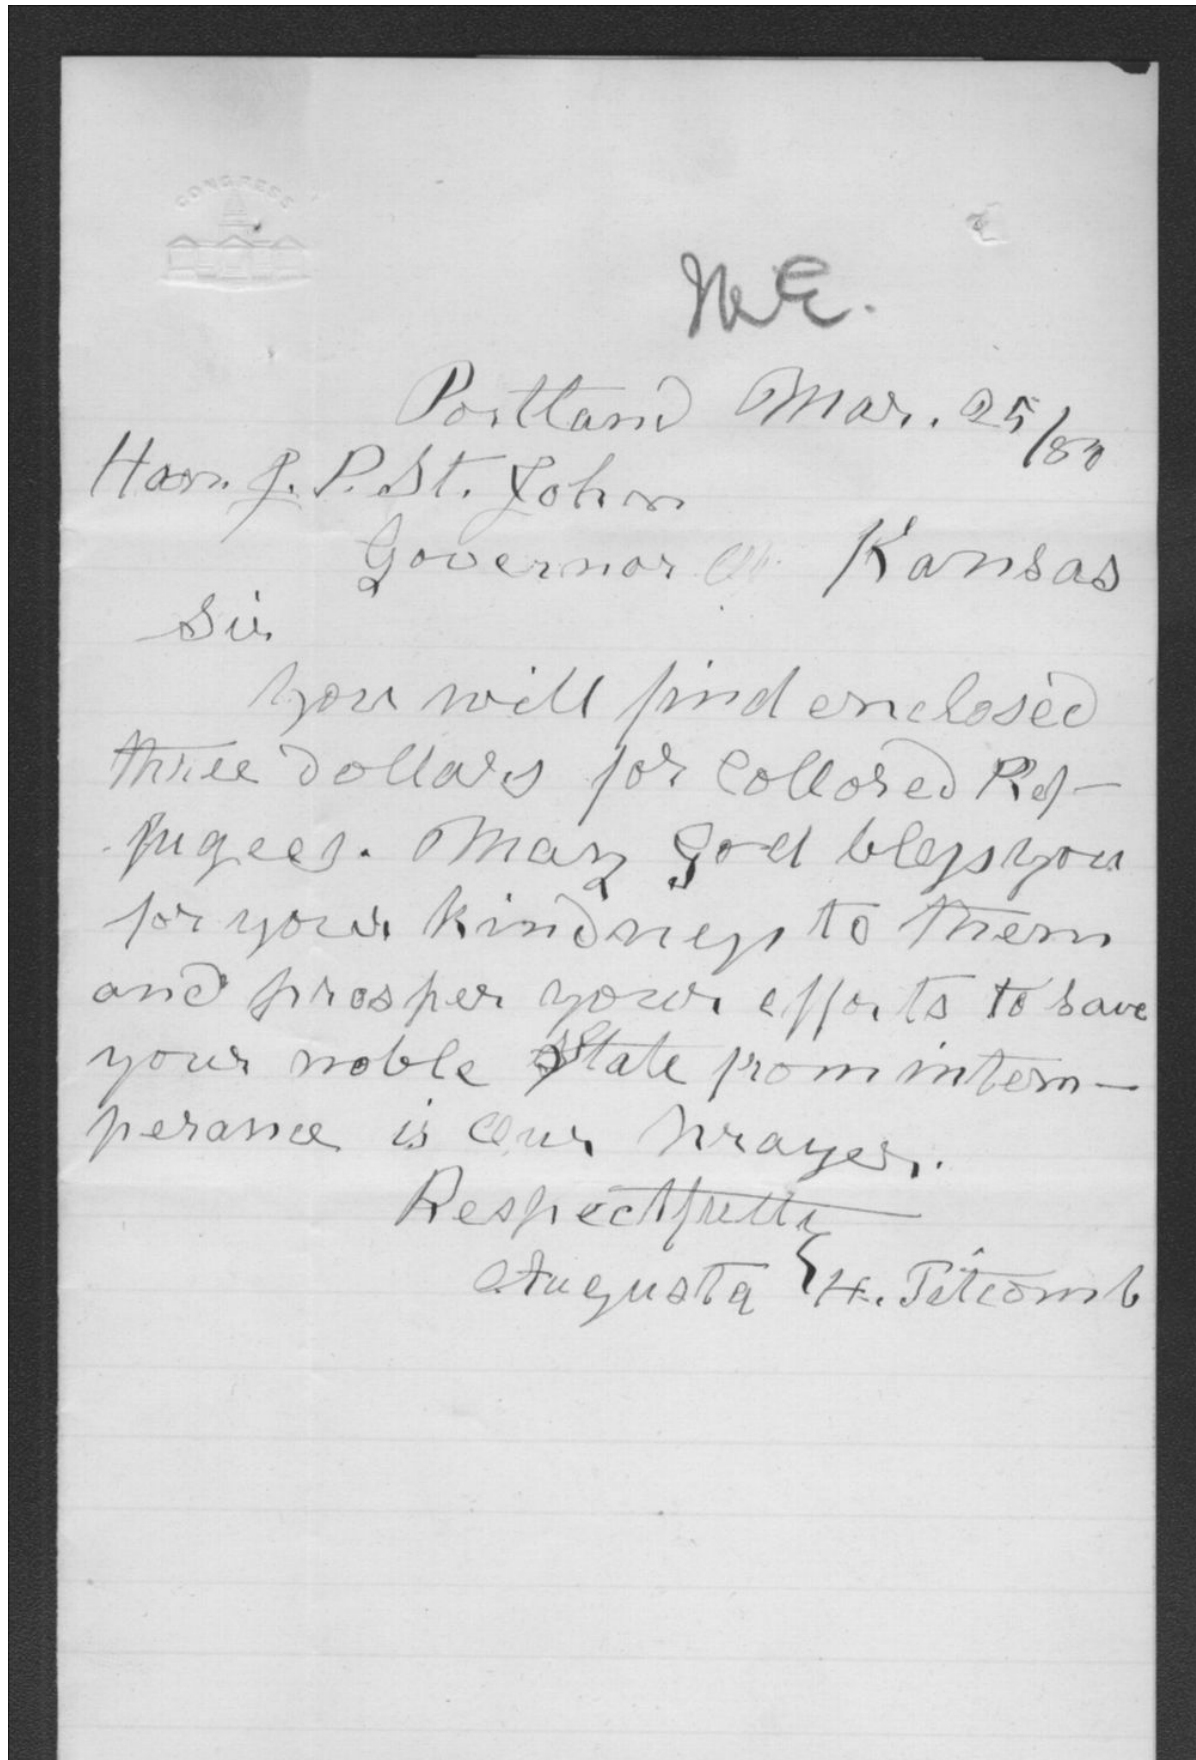 CONGRESS
Me.
Portland Mar. 25/80
Hon. J. P. St. John
Governor of Kansas
Sir
You will find enclosed
three dollars for Collored Ref-
fugees. May God bless you
for your kindness to them
and prosper your efforts to save
your noble State from intem-
perance is our prayer.
Respectfully
Augusta H. Titcomb